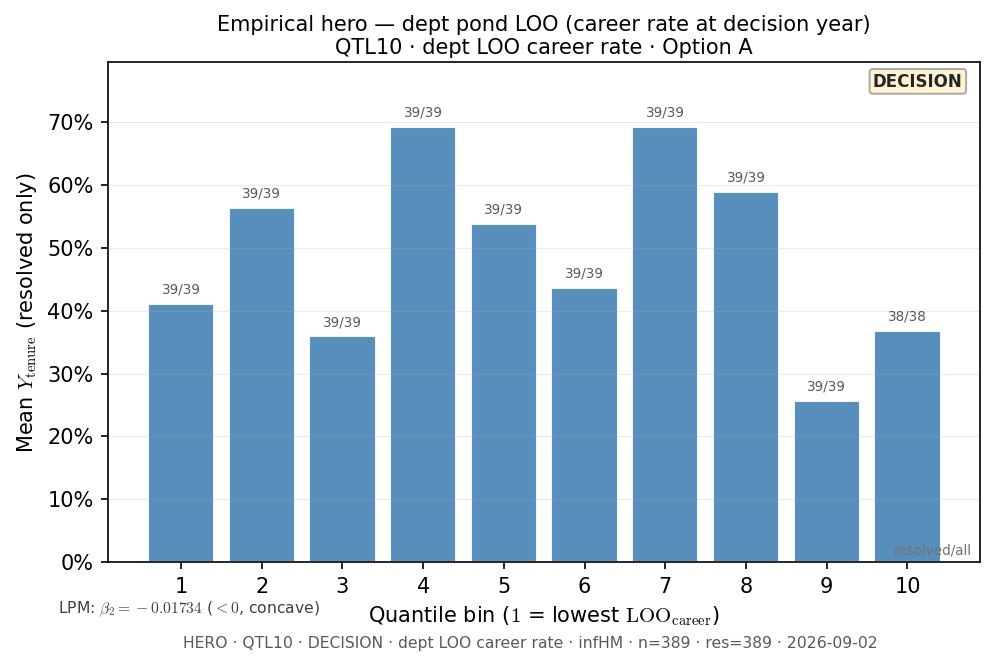 Empirical hero — dept pond LOO (career rate at decision year)
QTL10 · dept LOO career rate · Option A
DECISION
Mean Y_tenure (resolved only)
70%
60%
50%
40%
30%
20%
10%
0%
39/39
39/39
39/39
39/39
39/39
39/39
39/39
39/39
39/39
38/38
resolved/all
1 2 3 4 5 6 7 8 9 10
LPM: β₂ = −0.01734 (<0, concave)
Quantile bin (1 = lowest LOO_career)
HERO · QTL10 · DECISION · dept LOO career rate · infHM · n=389 · res=389 · 2026-09-02